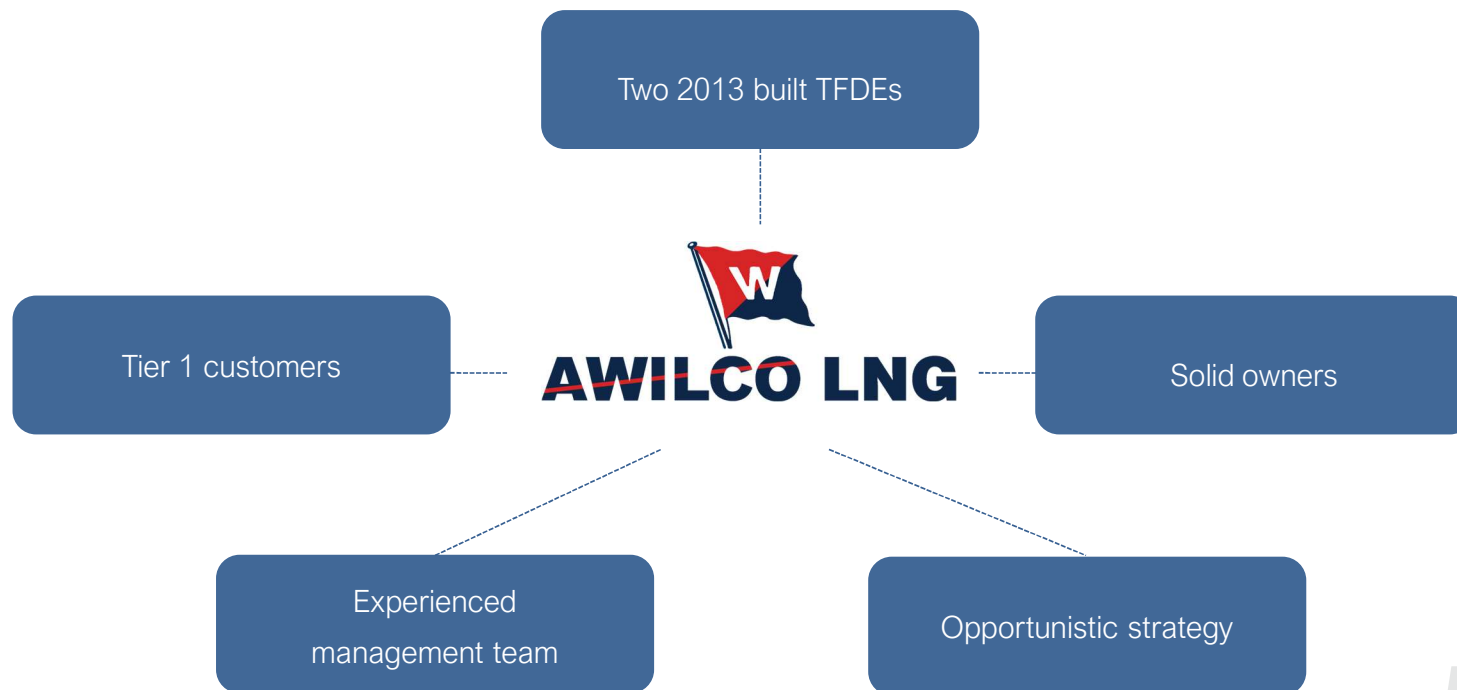 Two 2013 built TFDEs
W
AWILCO LNG
Tier 1 customers
Solid owners
Experienced
management team
Opportunistic strategy